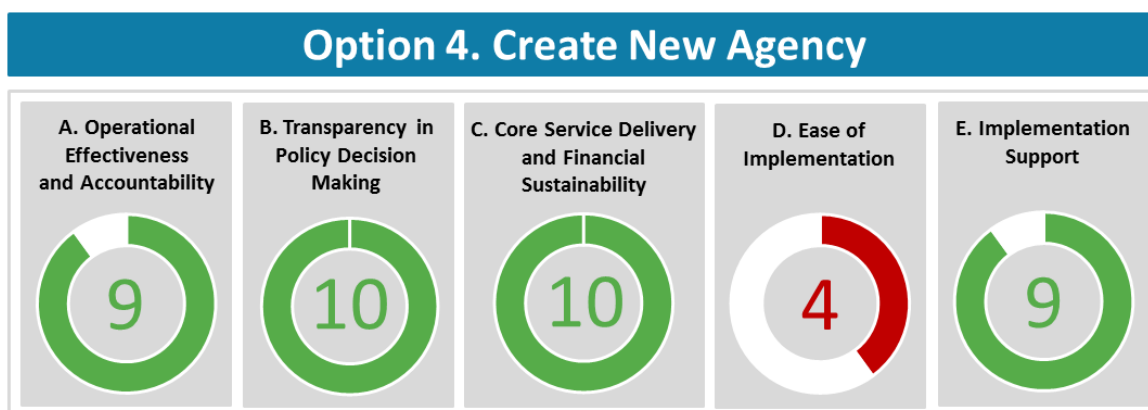 Option 4. Create New Agency
A. Operational
Effectiveness
and Accountability
9
B. Transparency in
Policy Decision
Making
10
C. Core Service Delivery
and Financial
Sustainability
10
D. Ease of
Implementation
4
E. Implementation
Support
9